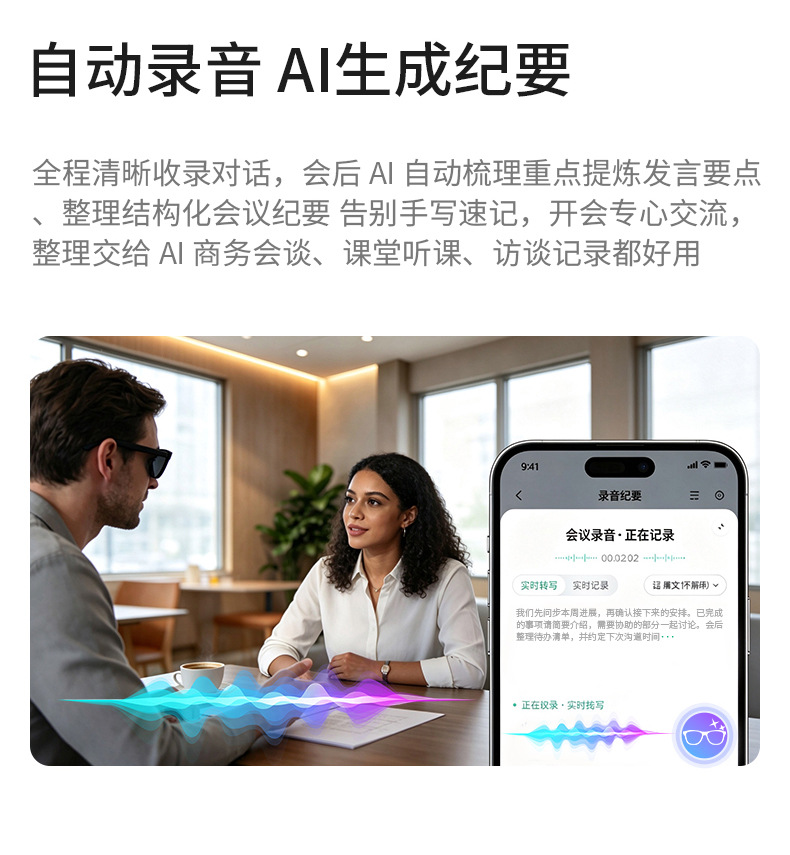 自动录音 AI生成纪要
全程清晰收录对话，会后 AI 自动梳理重点提炼发言要点
、整理结构化会议纪要 告别手写速记，开会专心交流，
整理交给 AI 商务会谈、课堂听课、访谈记录都好用
9:41
录音纪要
会议录音·正在记录
00.02.02
实时转写 实时记录
我们先问步本周进展，再确认接下来的安排。已完成
的事项请简要介绍，需要协助的部分一起讨论。会后
整理待办清单，并约定下次沟通时间···
• 正在议录·实时转写